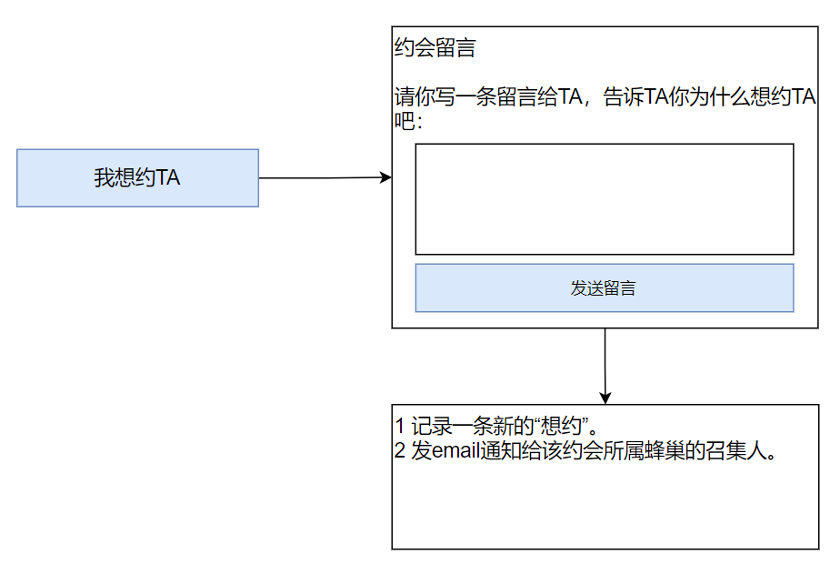 约会留言
请你写一条留言给TA，告诉TA你为什么想约TA
吧：
我想约TA
发送留言
1 记录一条新的“想约”。
2 发email通知给该约会所属蜂巢的召集人。